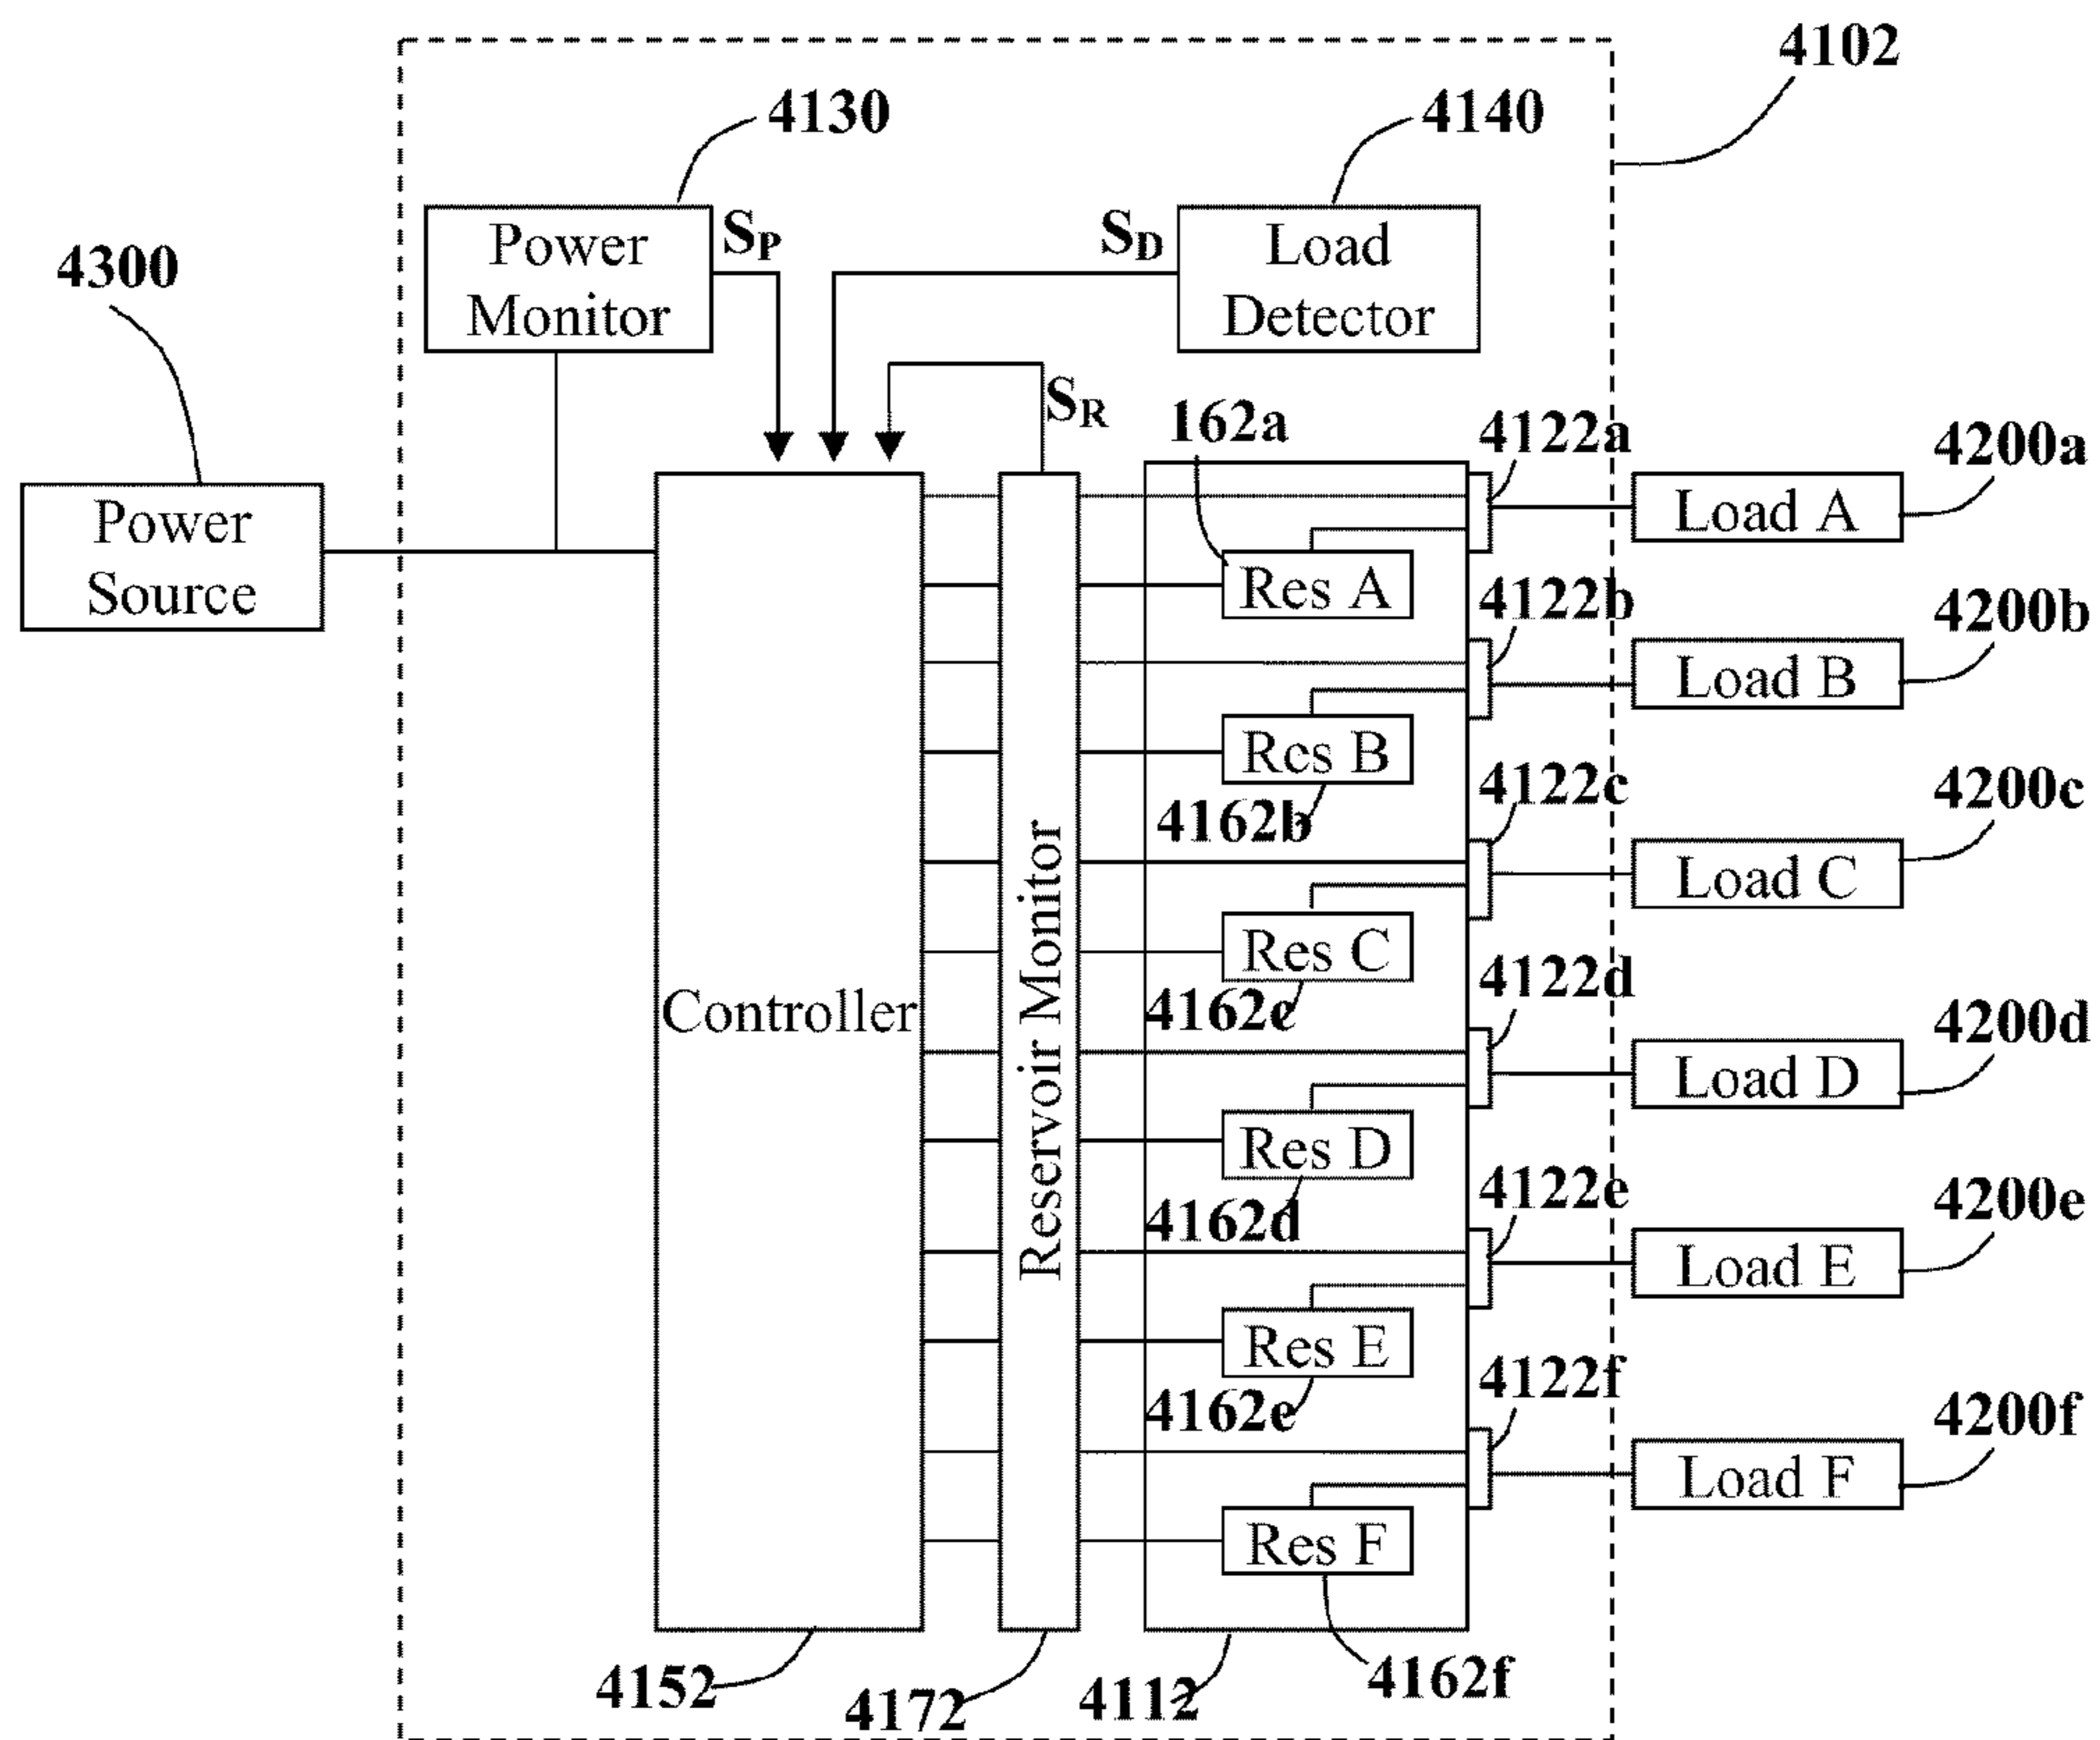 4102
4130
4140
Power
Monitor
SP
SD
Load
Detector
4300
SR
162a
4122a
4200a
Power
Source
Load A
Res A
4122b
4200b
Load B
Rcs B
4162b
4122c
4200c
Load C
Res C
4162c
Controller
Reservoir Monitor
4122d
4200d
Load D
Res D
4162d
4122e
4200e
Load E
Res E
4162e
4122f
4200f
Load F
Res F
4152
4172
4112
4162f